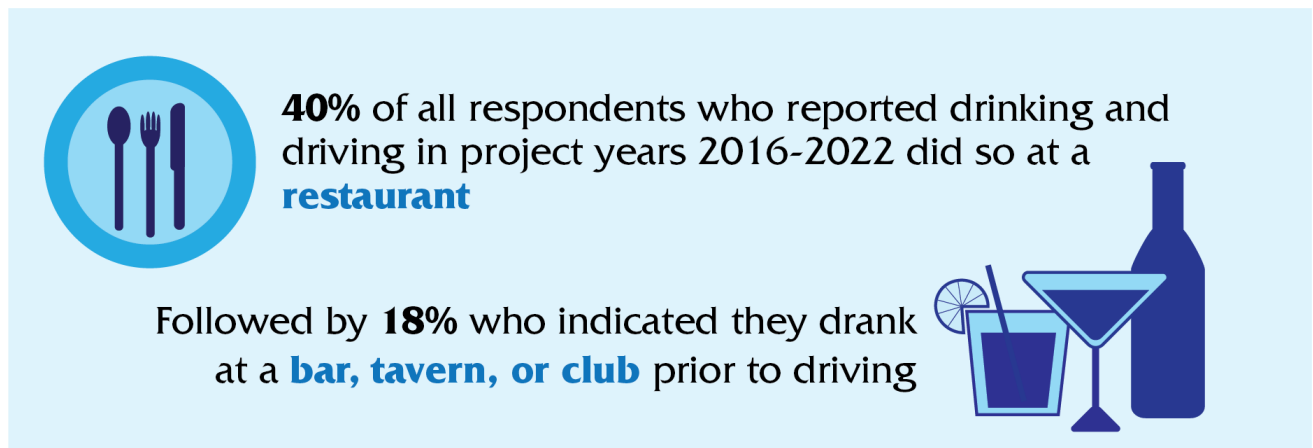 40% of all respondents who reported drinking and
driving in project years 2016-2022 did so at a
restaurant
Followed by 18% who indicated they drank
at a bar, tavern, or club prior to driving